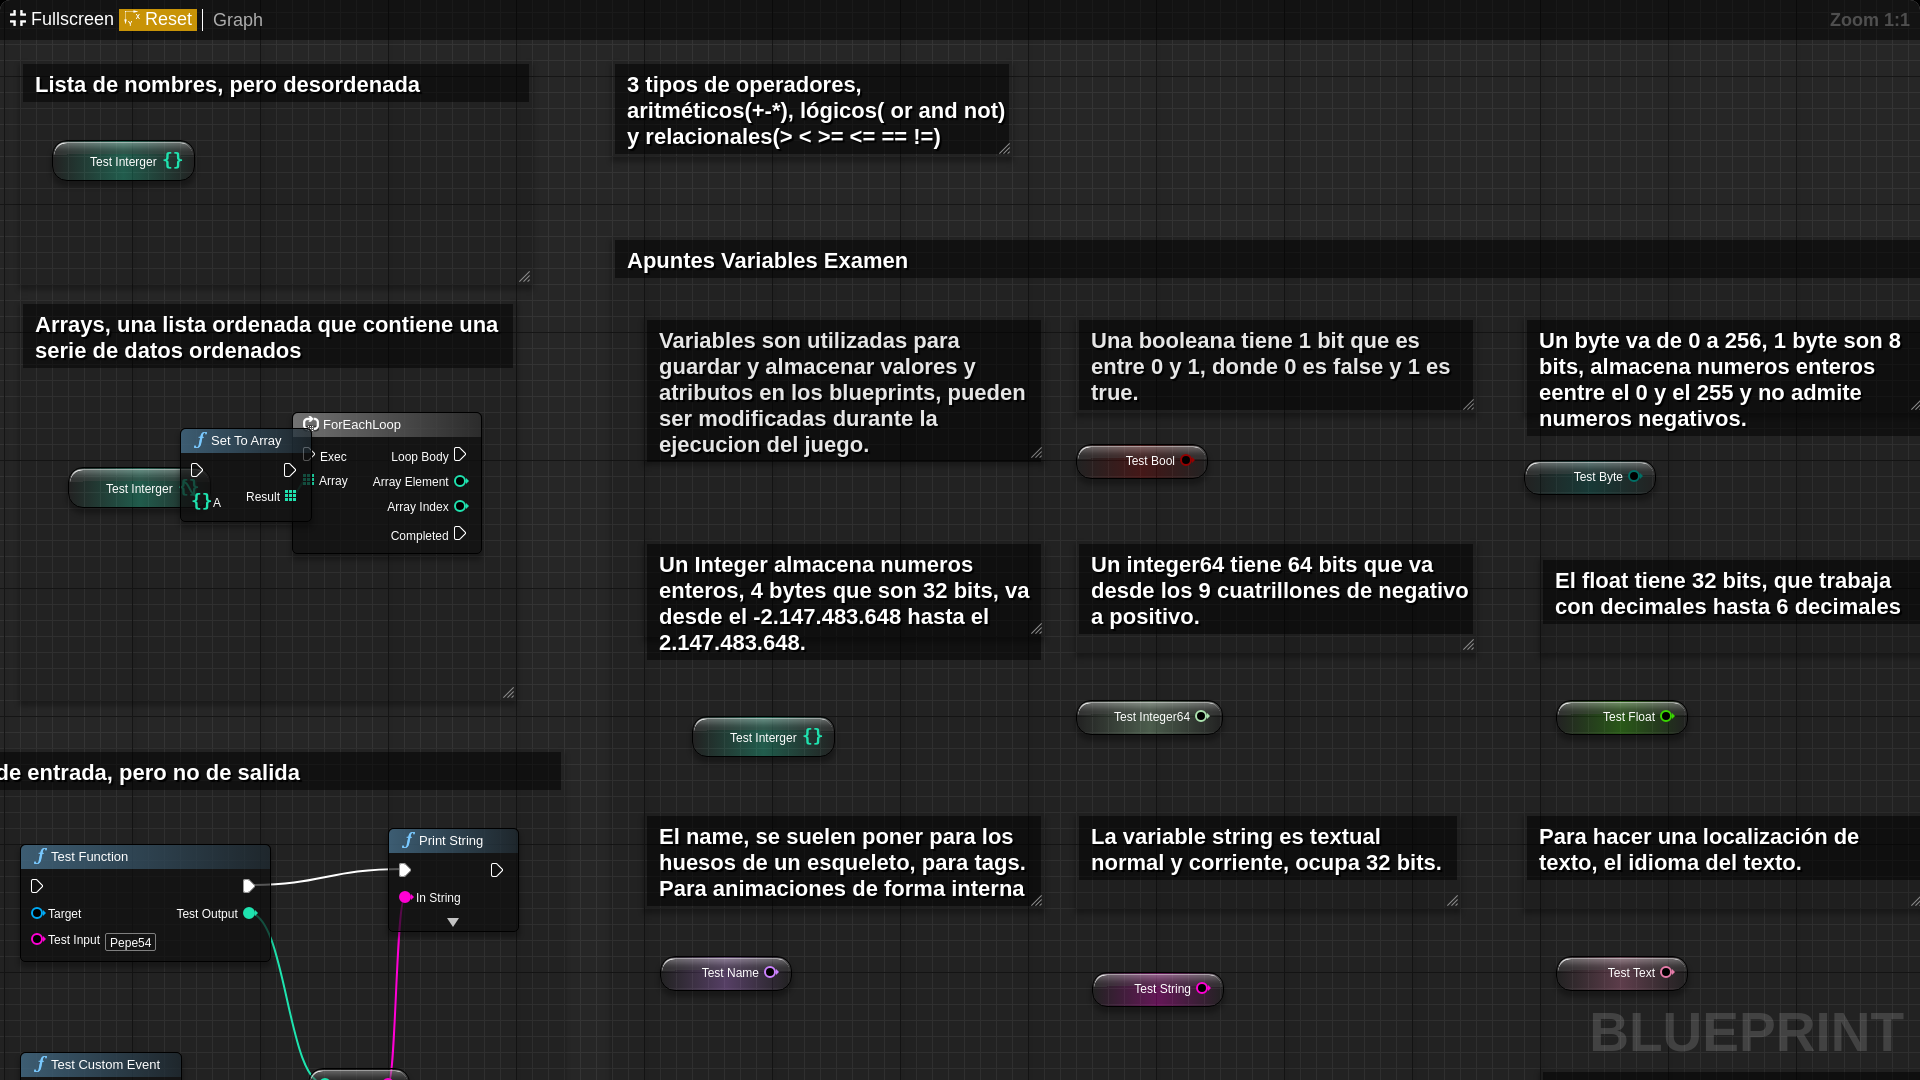 Fullscreen Reset Graph
Zoom 1:1
Lista de nombres, pero desordenada
Test Interger
Arrays, una lista ordenada que contiene una
serie de datos ordenados
ForEachLoop
Exec
Array
Loop Body
Array Element
Array Index
Completed
Set To Array
A
Result
Test Interger
de entrada, pero no de salida
Test Function
Target
Test Input Pepe54
Test Output
Print String
In String
Test Custom Event
3 tipos de operadores,
aritméticos(+-*), lógicos( or and not)
y relacionales(> < >= <= == !=)
Apuntes Variables Examen
Variables son utilizadas para
guardar y almacenar valores y
atributos en los blueprints, pueden
ser modificadas durante la
ejecucion del juego.
Una booleana tiene 1 bit que es
entre 0 y 1, donde 0 es false y 1 es
true.
Test Bool
Un byte va de 0 a 256, 1 byte son 8
bits, almacena numeros enteros
eentre el 0 y el 255 y no admite
numeros negativos.
Test Byte
Un Integer almacena numeros
enteros, 4 bytes que son 32 bits, va
desde el -2.147.483.648 hasta el
2.147.483.648.
Test Interger
Un integer64 tiene 64 bits que va
desde los 9 cuatrillones de negativo
a positivo.
Test Integer64
El float tiene 32 bits, que trabaja
con decimales hasta 6 decimales
Test Float
El name, se suelen poner para los
huesos de un esqueleto, para tags.
Para animaciones de forma interna
Test Name
La variable string es textual
normal y corriente, ocupa 32 bits.
Test String
Para hacer una localización de
texto, el idioma del texto.
Test Text
BLUEPRINT